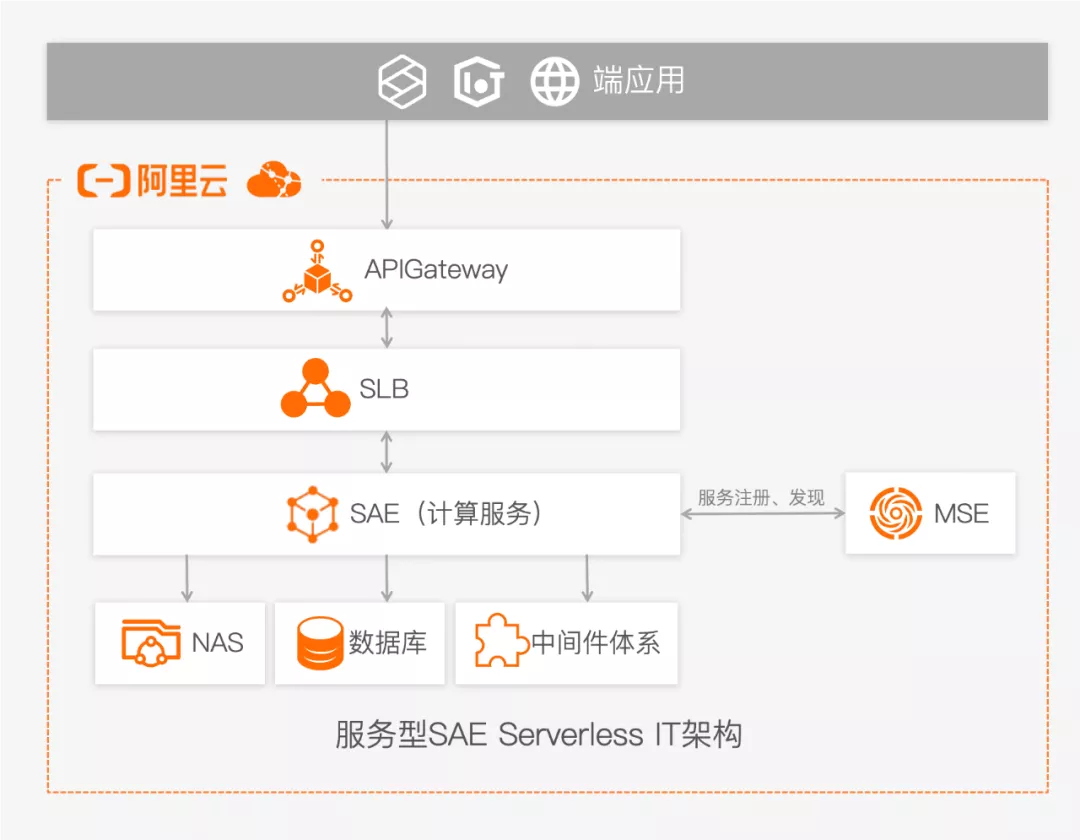 端应用
阿里云
APIGateway
SLB
SAE（计算服务）
服务注册、发现
MSE
NAS
数据库
中间件体系
服务型SAE Serverless IT架构